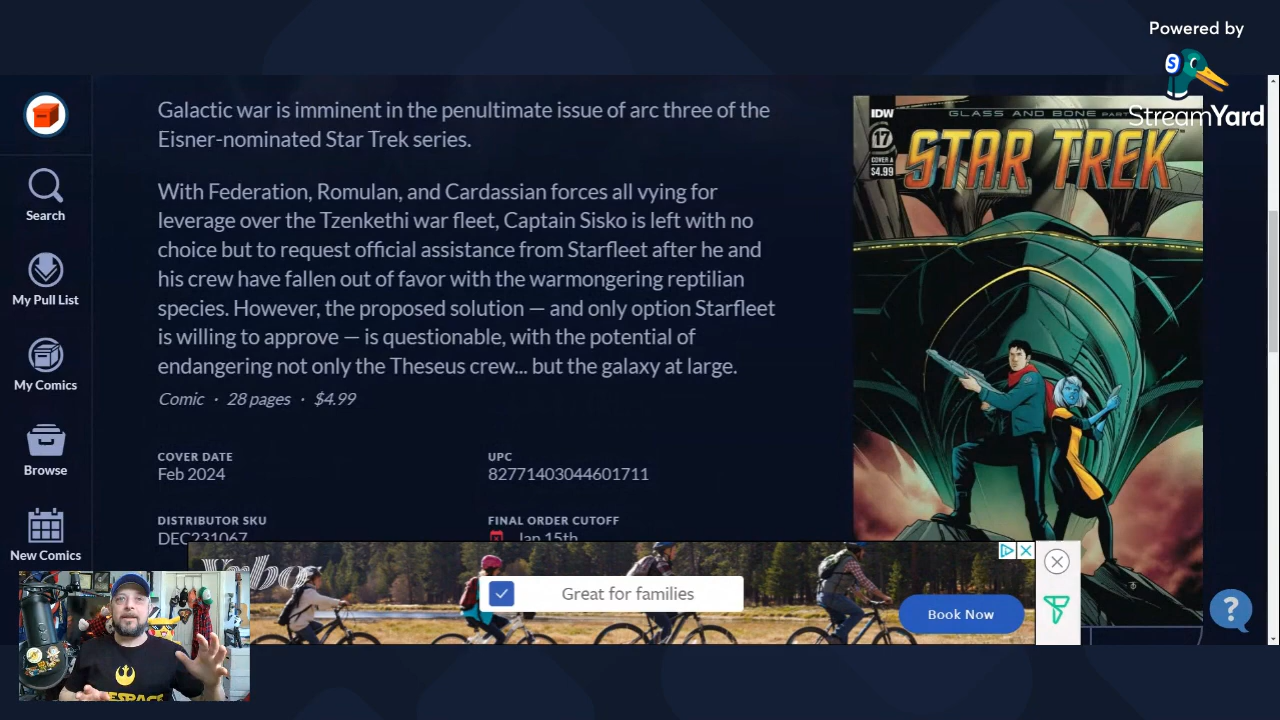 Powered by
StreamYard
Galactic war is imminent in the penultimate issue of arc three of the
Eisner-nominated Star Trek series.
With Federation, Romulan, and Cardassian forces all vying for
leverage over the Tzenkethi war fleet, Captain Sisko is left with no
choice but to request official assistance from Starfleet after he and
his crew have fallen out of favor with the warmongering reptilian
species. However, the proposed solution — and only option Starfleet
is willing to approve — is questionable, with the potential of
endangering not only the Theseus crew... but the galaxy at large.
Comic · 28 pages · $4.99
COVER DATE
Feb 2024
UPC
82771403044601711
DISTRIBUTOR SKU
DEC231067
FINAL ORDER CUTOFF
Jan 15th
Search
My Pull List
My Comics
Browse
New Comics
IDW
GLASS AND BONE PART
17
COVER A
$4.99
STAR TREK
Vrbo
Great for families
Book Now
?
S